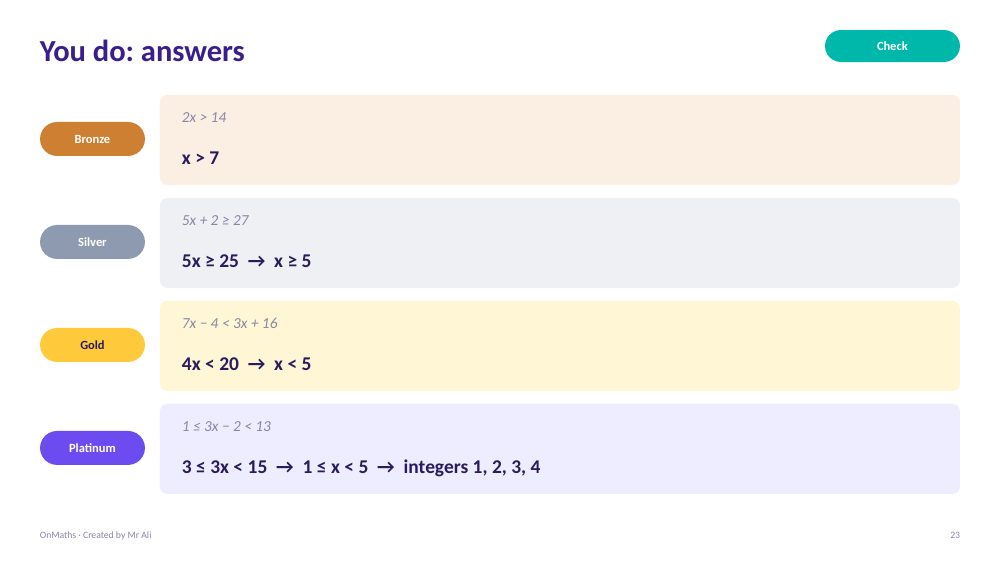 You do: answers
Check
Bronze
2x > 14
x > 7
Silver
5x + 2 ≥ 27
5x ≥ 25 → x ≥ 5
Gold
7x − 4 < 3x + 16
4x < 20 → x < 5
Platinum
1 ≤ 3x − 2 < 13
3 ≤ 3x < 15 → 1 ≤ x < 5 → integers 1, 2, 3, 4
OnMaths · Created by Mr Ali
23